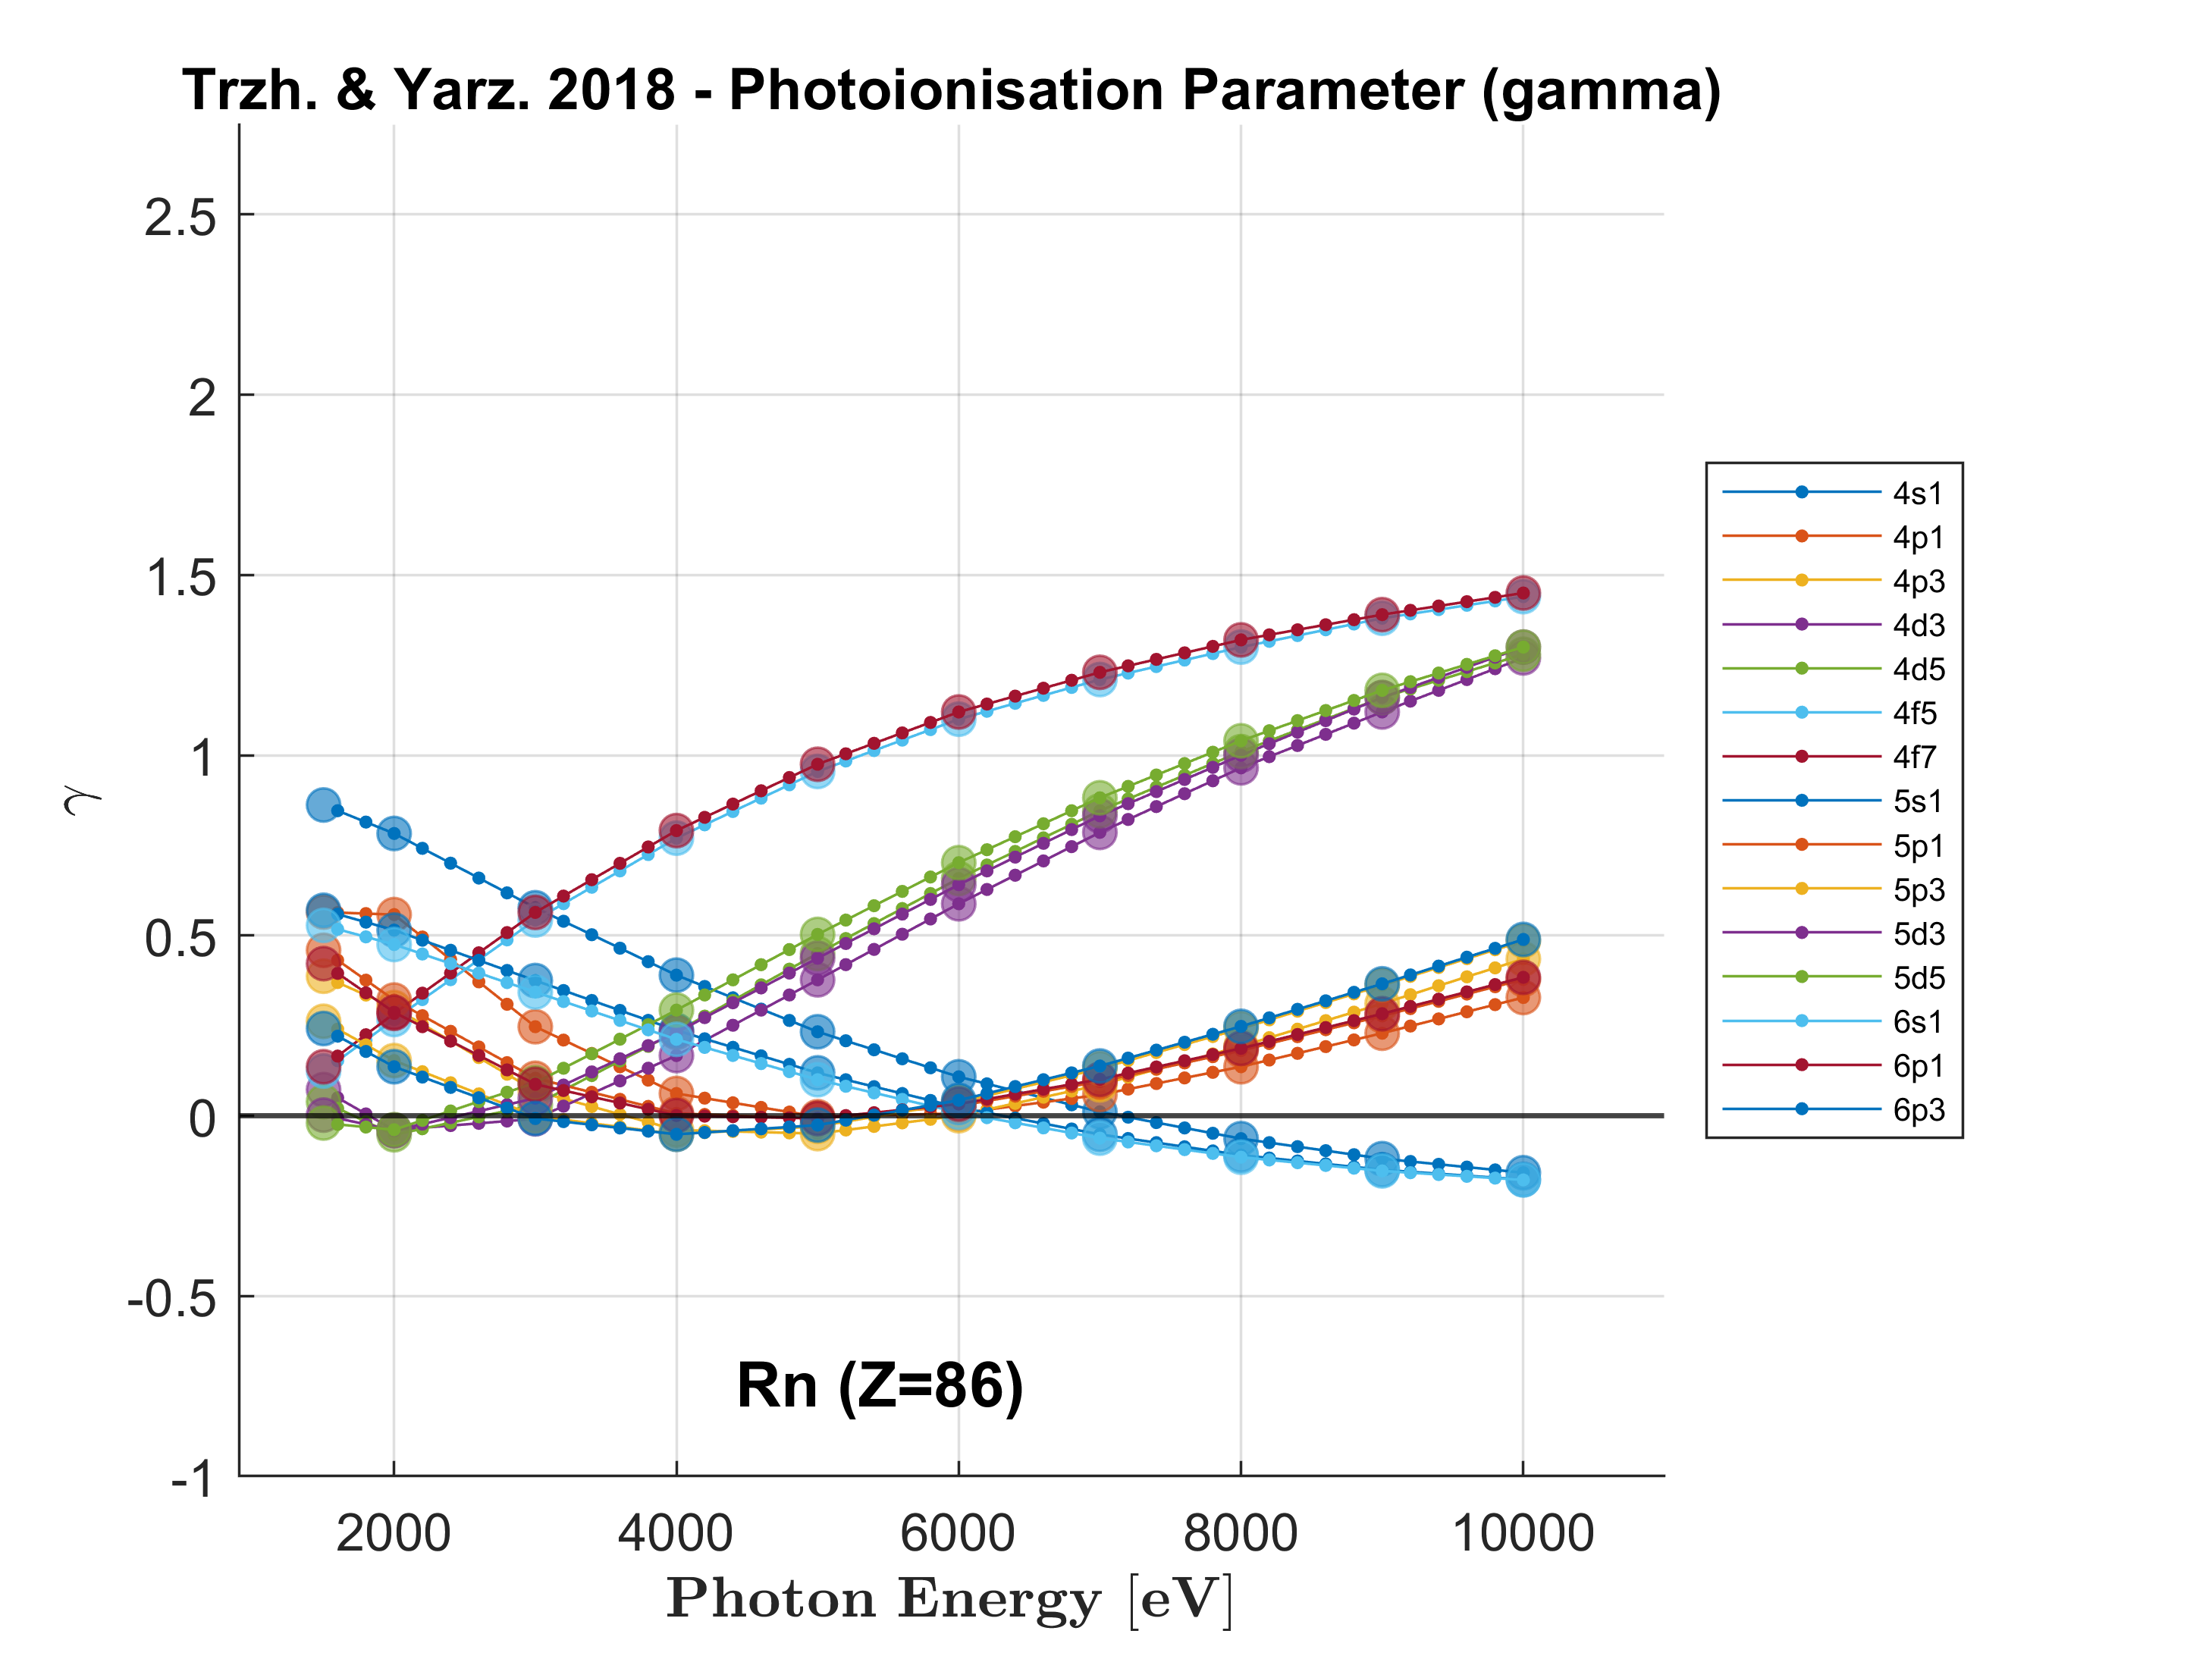 Trzh. & Yarz. 2018 - Photoionisation Parameter (gamma)
2.5
2
1.5
1
0.5
0
-0.5
-1
γ
2000 4000 6000 8000 10000
Photon Energy [eV]
Rn (Z=86)
4s1
4p1
4p3
4d3
4d5
4f5
4f7
5s1
5p1
5p3
5d3
5d5
6s1
6p1
6p3